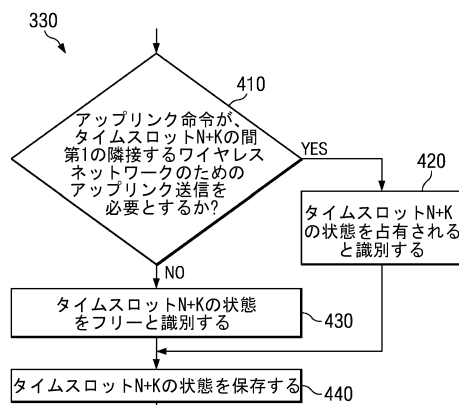 330
410
アップリンク命令が、
タイムスロットN+Kの間
第1の隣接するワイヤレス
ネットワークのための
アップリンク送信を
必要とするか?
YES
420
タイムスロットN+K
の状態を占有される
と識別する
NO
タイムスロットN+Kの状態
をフリーと識別する
430
タイムスロットN+Kの状態を保存する
440